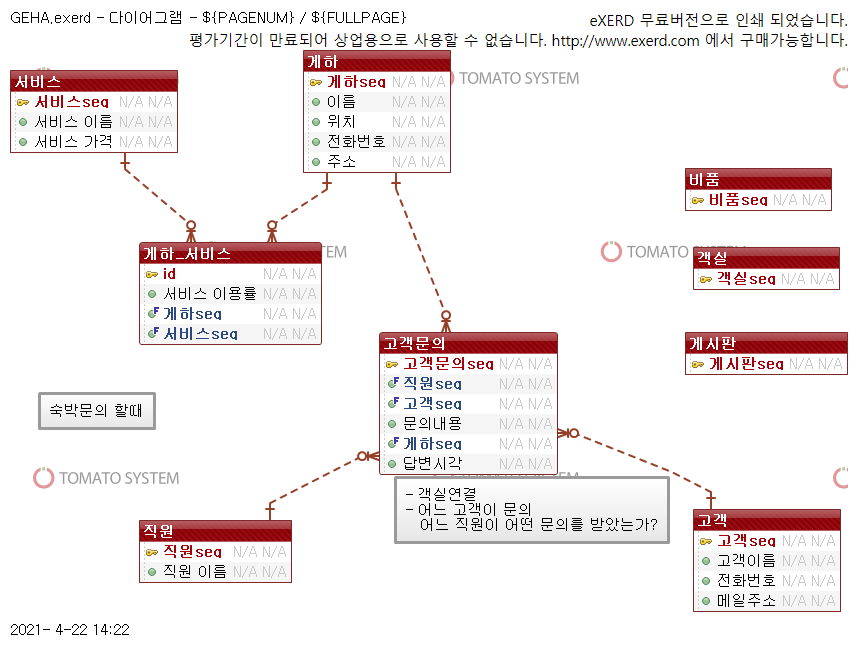 GEHA.exerd - 다이어그램 - ${PAGENUM} / ${FULLPAGE}
eXERD 무료버전으로 인쇄 되었습니다.
평가기간이 만료되어 상업용으로 사용할 수 없습니다. http://www.exerd.com 에서 구매가능합니다.
서비스
서비스seq N/A N/A
서비스 이름 N/A N/A
서비스 가격 N/A N/A
게하
게하seq N/A N/A
이름 N/A N/A
위치 N/A N/A
전화번호 N/A N/A
주소 N/A N/A
TOMATO SYSTEM
비품
비품seq N/A N/A
게하_서비스
id N/A N/A
서비스 이용률 N/A N/A
게하seq N/A N/A
서비스seq N/A N/A
TEM
TOMATO SYSTEM
객실
객실seq N/A N/A
고객문의
고객문의seq N/A N/A
직원seq N/A N/A
고객seq N/A N/A
문의내용 N/A N/A
게하seq N/A N/A
답변시각 N/A N/A
게시판
게시판seq N/A N/A
숙박문의 할때
TOMATO SYSTEM
- 객실연결
- 어느 고객이 문의
어느 직원이 어떤 문의를 받았는가?
직원
직원seq N/A N/A
직원 이름 N/A N/A
고객
고객seq N/A N/A
고객이름 N/A N/A
전화번호 N/A N/A
메일주소 N/A N/A
2021- 4-22 14:22